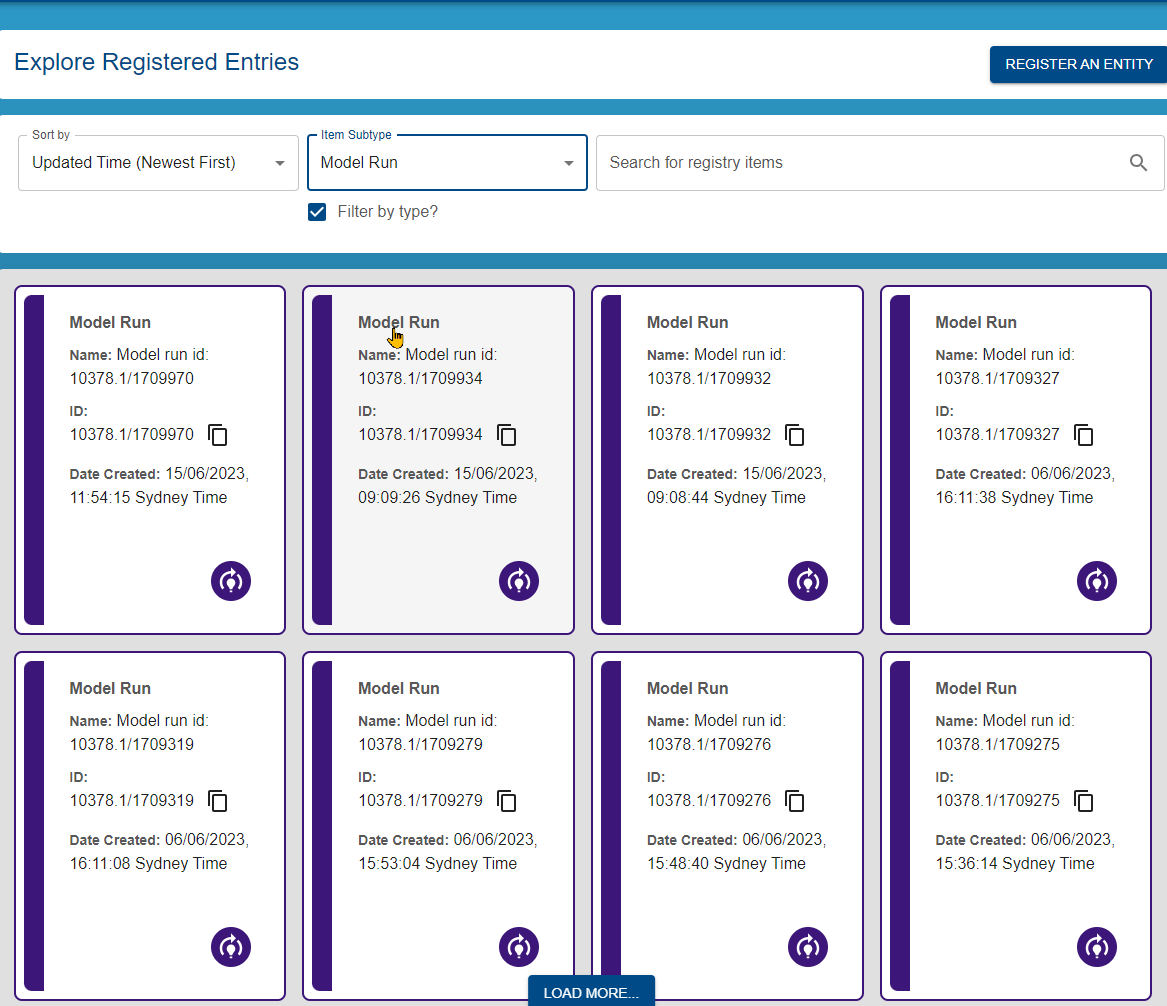 Explore Registered Entries
REGISTER AN ENTITY
Sort by
Updated Time (Newest First)
Item Subtype
Model Run
Search for registry items
Filter by type?
Model Run
Name: Model run id:
10378.1/1709970
ID:
10378.1/1709970
Date Created: 15/06/2023,
11:54:15 Sydney Time
Model Run
Name: Model run id:
10378.1/1709934
ID:
10378.1/1709934
Date Created: 15/06/2023,
09:09:26 Sydney Time
Model Run
Name: Model run id:
10378.1/1709932
ID:
10378.1/1709932
Date Created: 15/06/2023,
09:08:44 Sydney Time
Model Run
Name: Model run id:
10378.1/1709327
ID:
10378.1/1709327
Date Created: 06/06/2023,
16:11:38 Sydney Time
Model Run
Name: Model run id:
10378.1/1709319
ID:
10378.1/1709319
Date Created: 06/06/2023,
16:11:08 Sydney Time
Model Run
Name: Model run id:
10378.1/1709279
ID:
10378.1/1709279
Date Created: 06/06/2023,
15:53:04 Sydney Time
Model Run
Name: Model run id:
10378.1/1709276
ID:
10378.1/1709276
Date Created: 06/06/2023,
15:48:40 Sydney Time
Model Run
Name: Model run id:
10378.1/1709275
ID:
10378.1/1709275
Date Created: 06/06/2023,
15:36:14 Sydney Time
LOAD MORE...